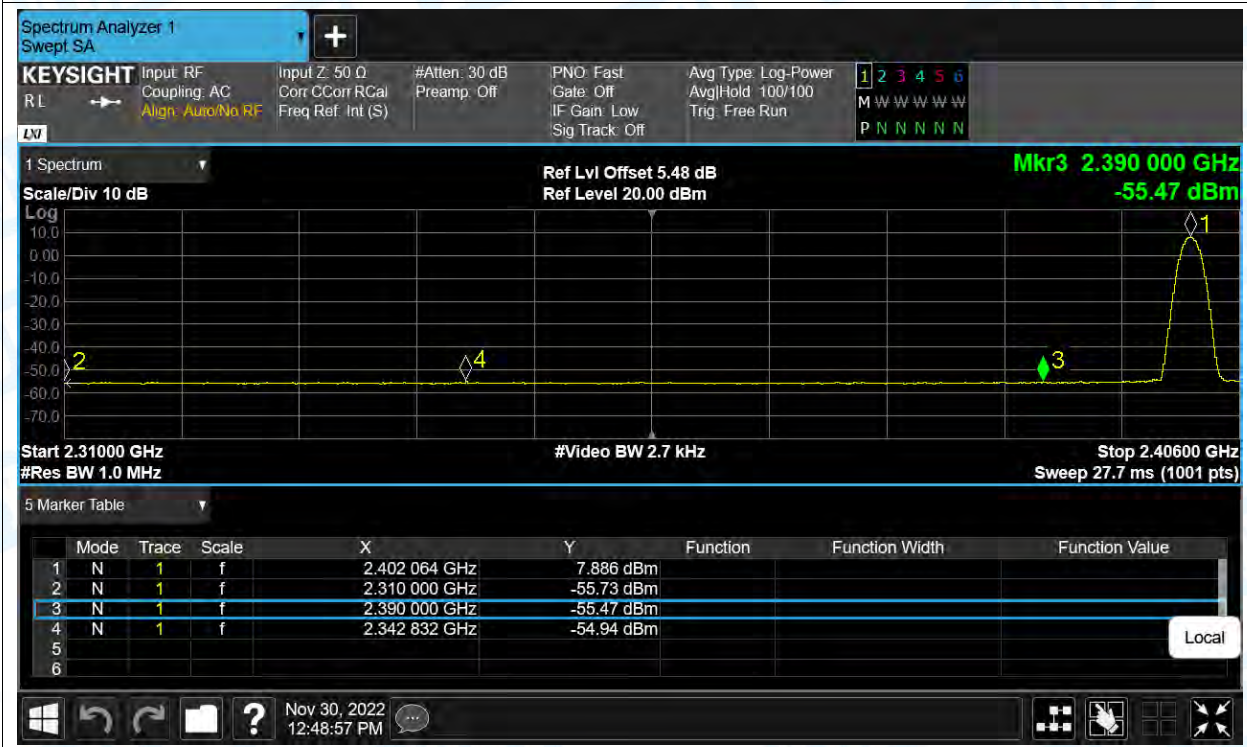 Spectrum Analyzer 1
Swept SA
+
KEYSIGHT Input: RF Input Z: 50 Ω #Atten: 30 dB PNO: Fast Avg Type: Log-Power 1 2 3 4 5 6
RL Coupling: AC Corr CCorr RCal Preamp: Off Gate: Off Avg|Hold: 100/100 M W W W W W
Align: Auto/No RF Freq Ref: Int (S) IF Gain: Low Trig: Free Run
LXI Sig Track: Off P N N N N N
1 Spectrum Ref Lvl Offset 5.48 dB Mkr3 2.390 000 GHz
Scale/Div 10 dB Ref Level 20.00 dBm -55.47 dBm
Log
10.0 1
0.00
-10.0
-20.0
-30.0
-40.0
2 4 3
-50.0
-60.0
-70.0
Start 2.31000 GHz #Video BW 2.7 kHz Stop 2.40600 GHz
#Res BW 1.0 MHz Sweep 27.7 ms (1001 pts)
5 Marker Table
Mode Trace Scale X Y Function Function Width Function Value
1 N 1 f 2.402 064 GHz 7.886 dBm
2 N 1 f 2.310 000 GHz -55.73 dBm
3 N 1 f 2.390 000 GHz -55.47 dBm
4 N 1 f 2.342 832 GHz -54.94 dBm
5
6
Local
? Nov 30, 2022
12:48:57 PM